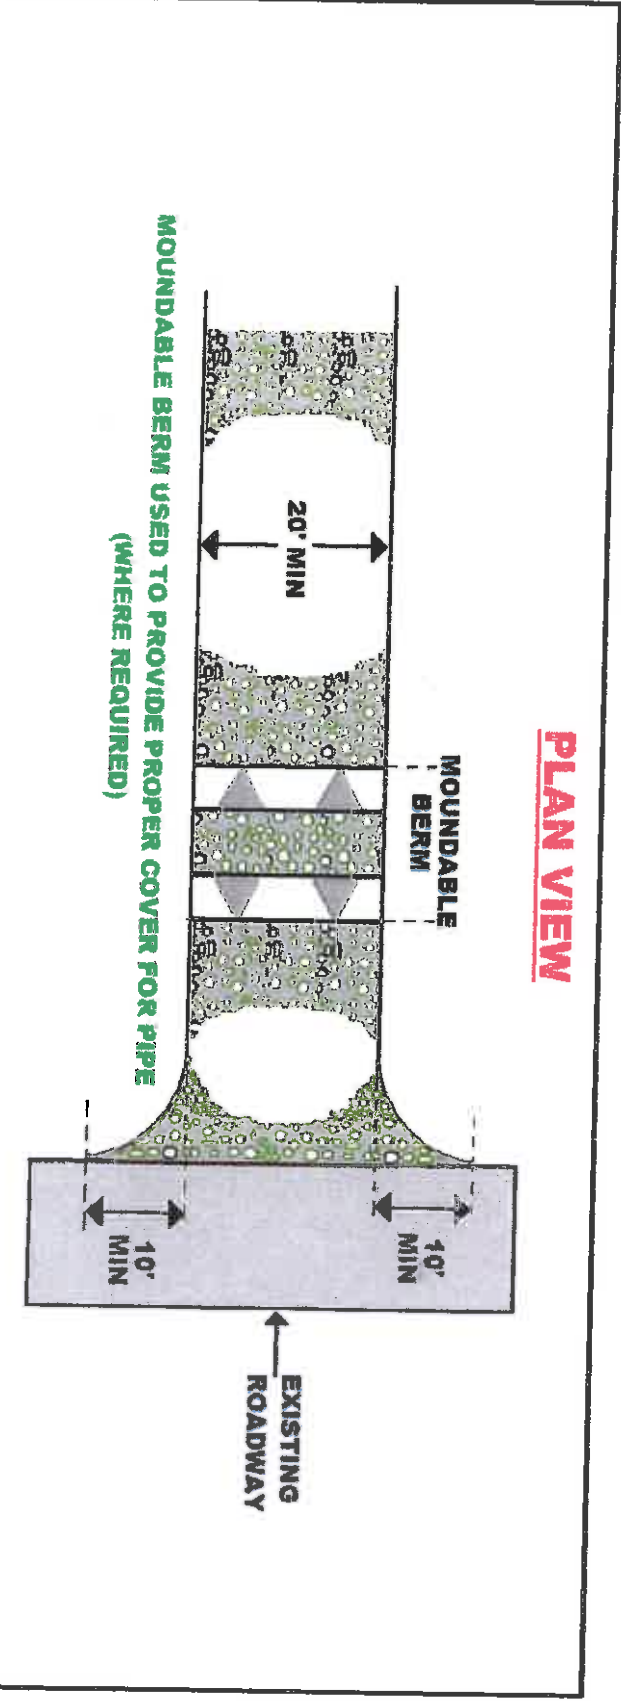 PLAN VIEW
MOUNDABLE
BERM
20' MIN
10'
MIN
10'
MIN
EXISTING
ROADWAY
MOUNDABLE BERM USED TO PROVIDE PROPER COVER FOR PIPE
(WHERE REQUIRED)